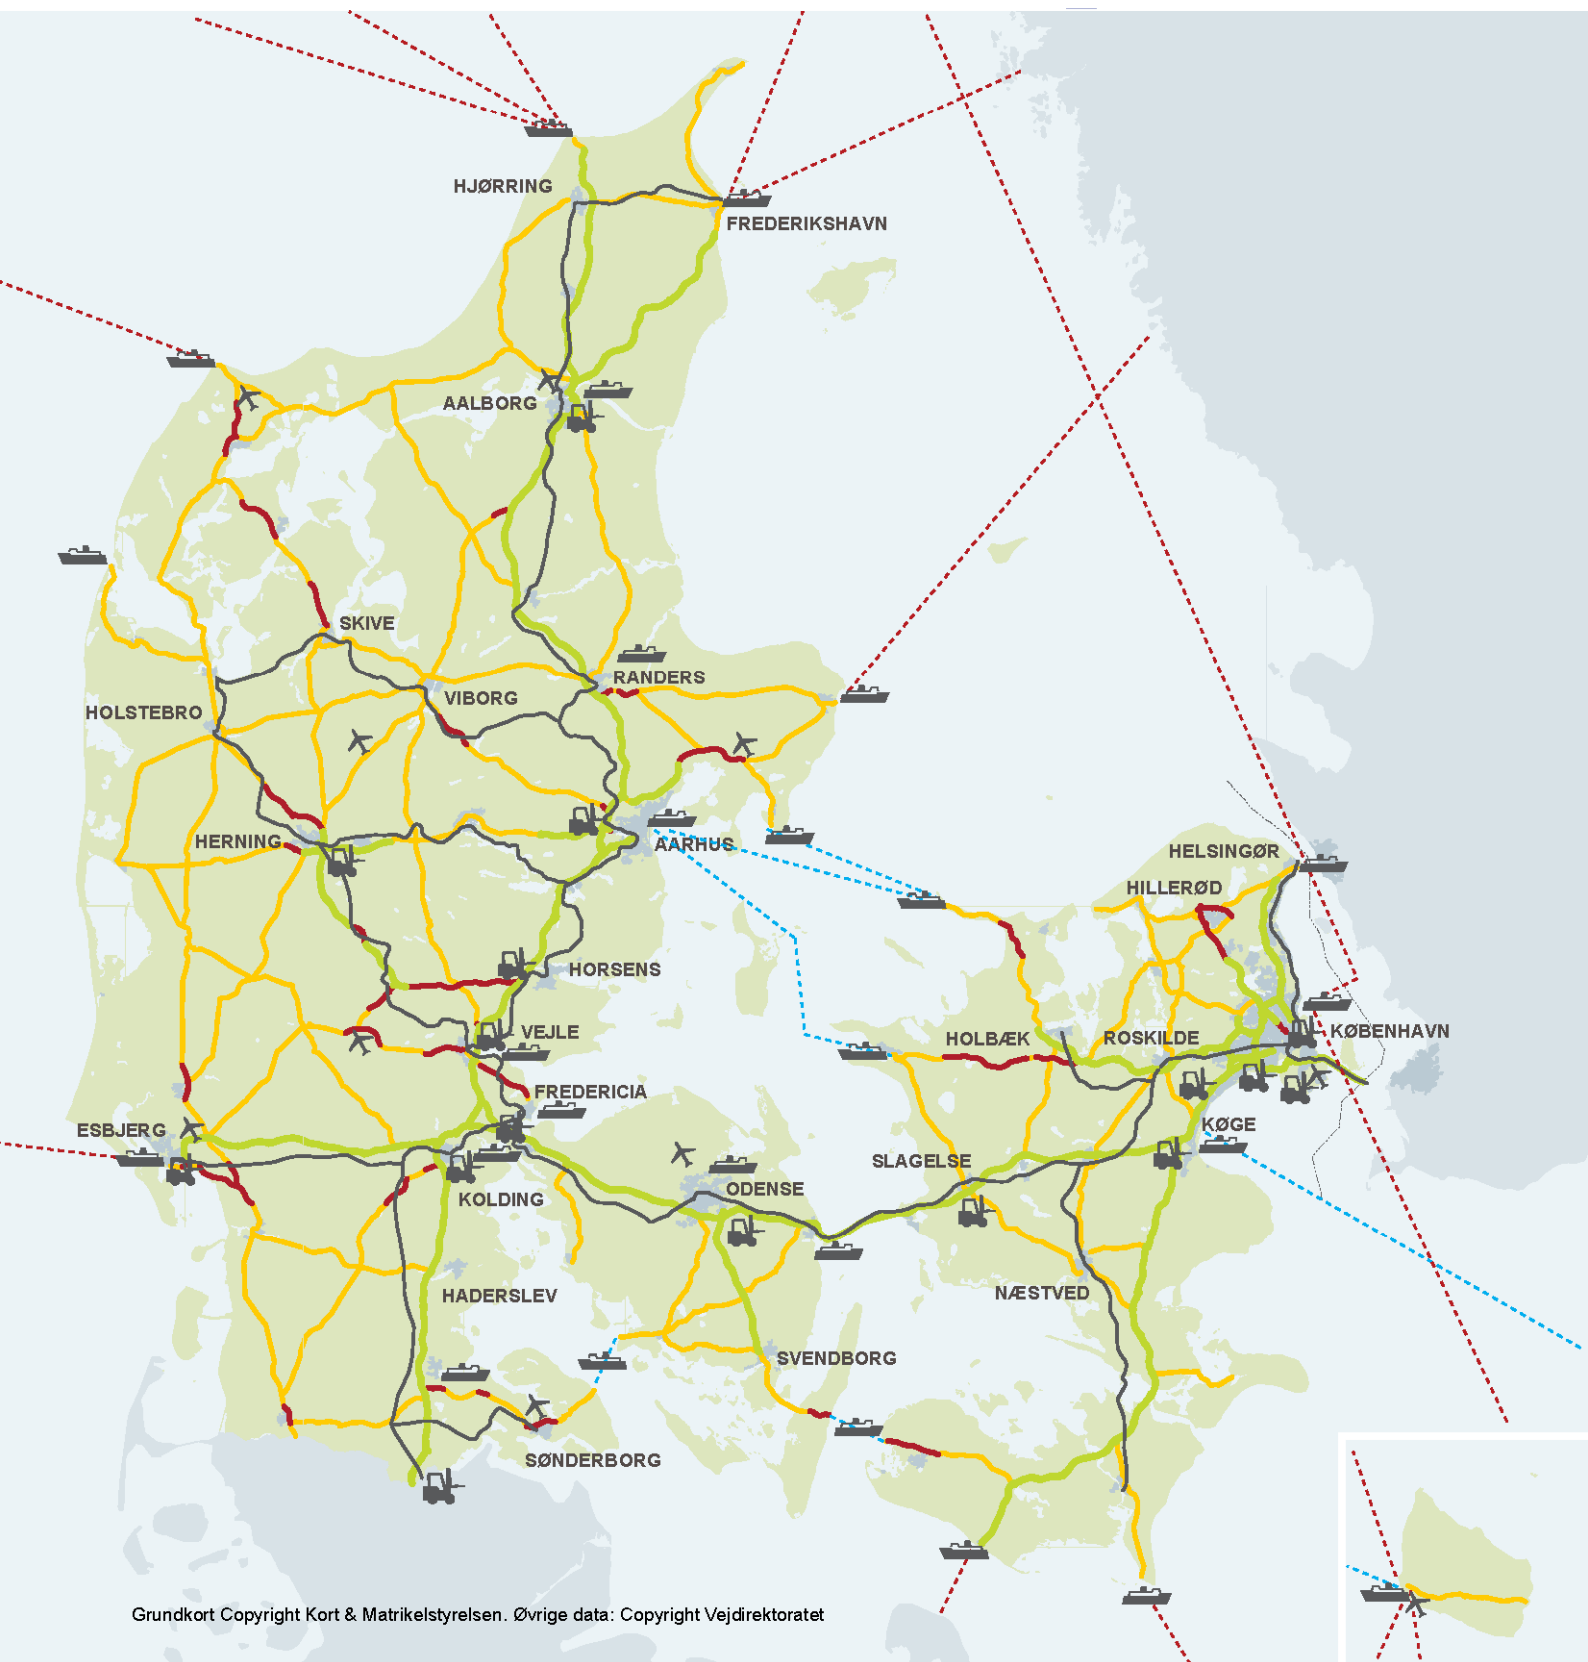 HJØRRING
FREDERIKSHAVN
AALBORG
SKIVE
RANDERS
VIBORG
HOLSTEBRO
HERNING
AARHUS
HELSINGØR
HILLERØD
HORSENS
VEJLE
HOLBÆK
ROSKILDE
KØBENHAVN
FREDERICIA
ESBJERG
KØGE
SLAGELSE
KOLDING
ODENSE
HADERSLEV
NÆSTVED
SVENDBORG
SØNDERBORG
Grundkort Copyright Kort & Matrikelstyrelsen. Øvrige data: Copyright Vejdirektoratet